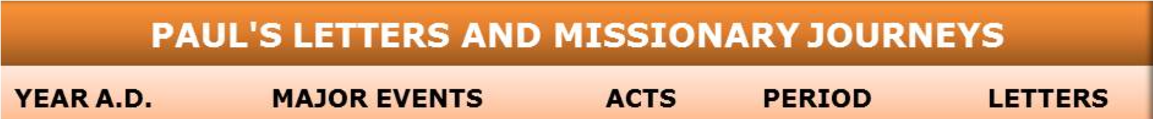 PAUL'S LETTERS AND MISSIONARY JOURNEYS
YEAR A.D. MAJOR EVENTS ACTS PERIOD LETTERS